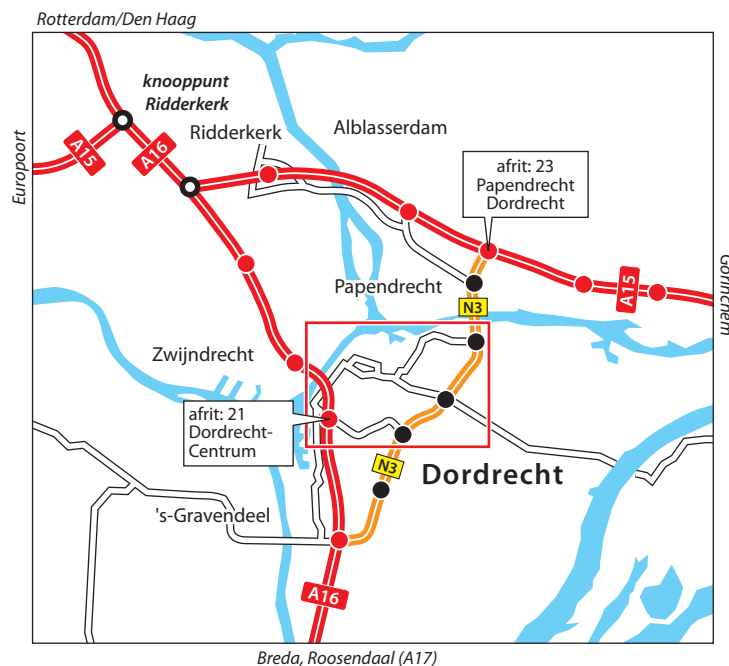 Rotterdam/Den Haag
knooppunt
Ridderkerk
Ridderkerk
Alblasserdam
A15
A16
Europoort
afrit: 23
Papendrecht
Dordrecht
Gorinchem
Papendrecht
A15
N3
Zwijndrecht
afrit: 21
Dordrecht-
Centrum
N3
Dordrecht
's-Gravendeel
A16
Breda, Roosendaal (A17)